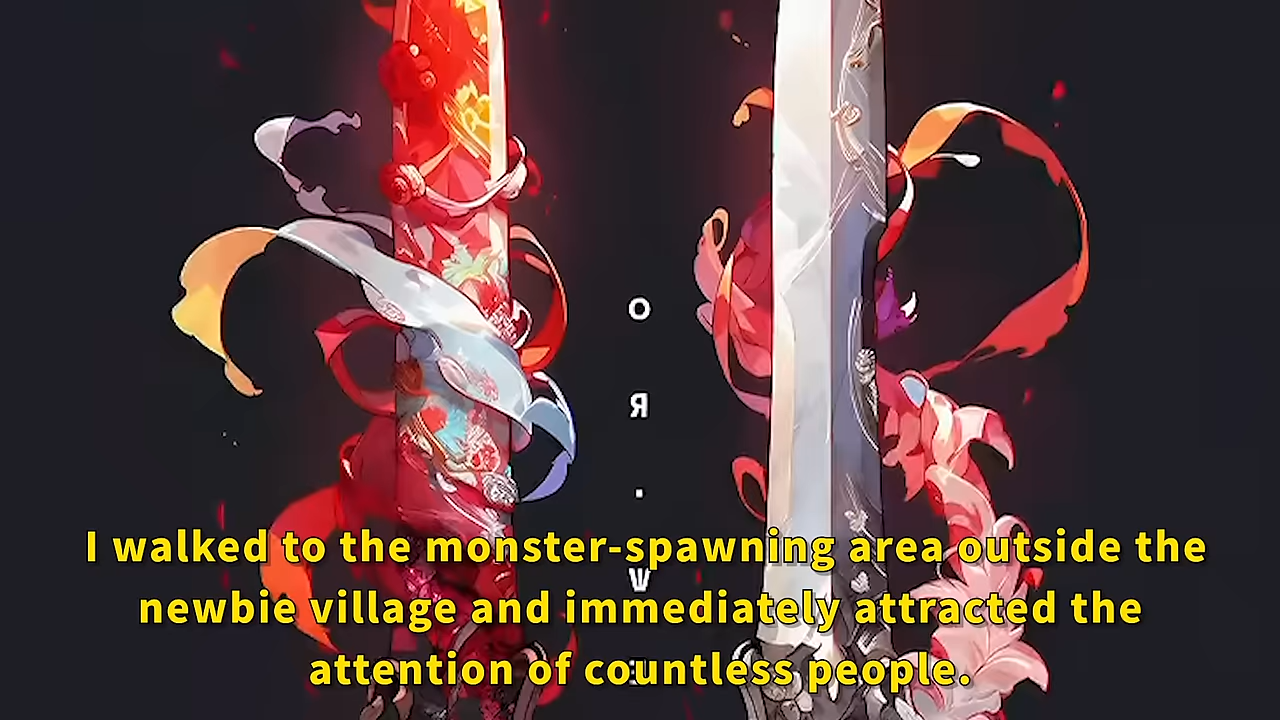 O
Я
.
I walked to the monster-spawning area outside the
newbie village and immediately attracted the
attention of countless people.